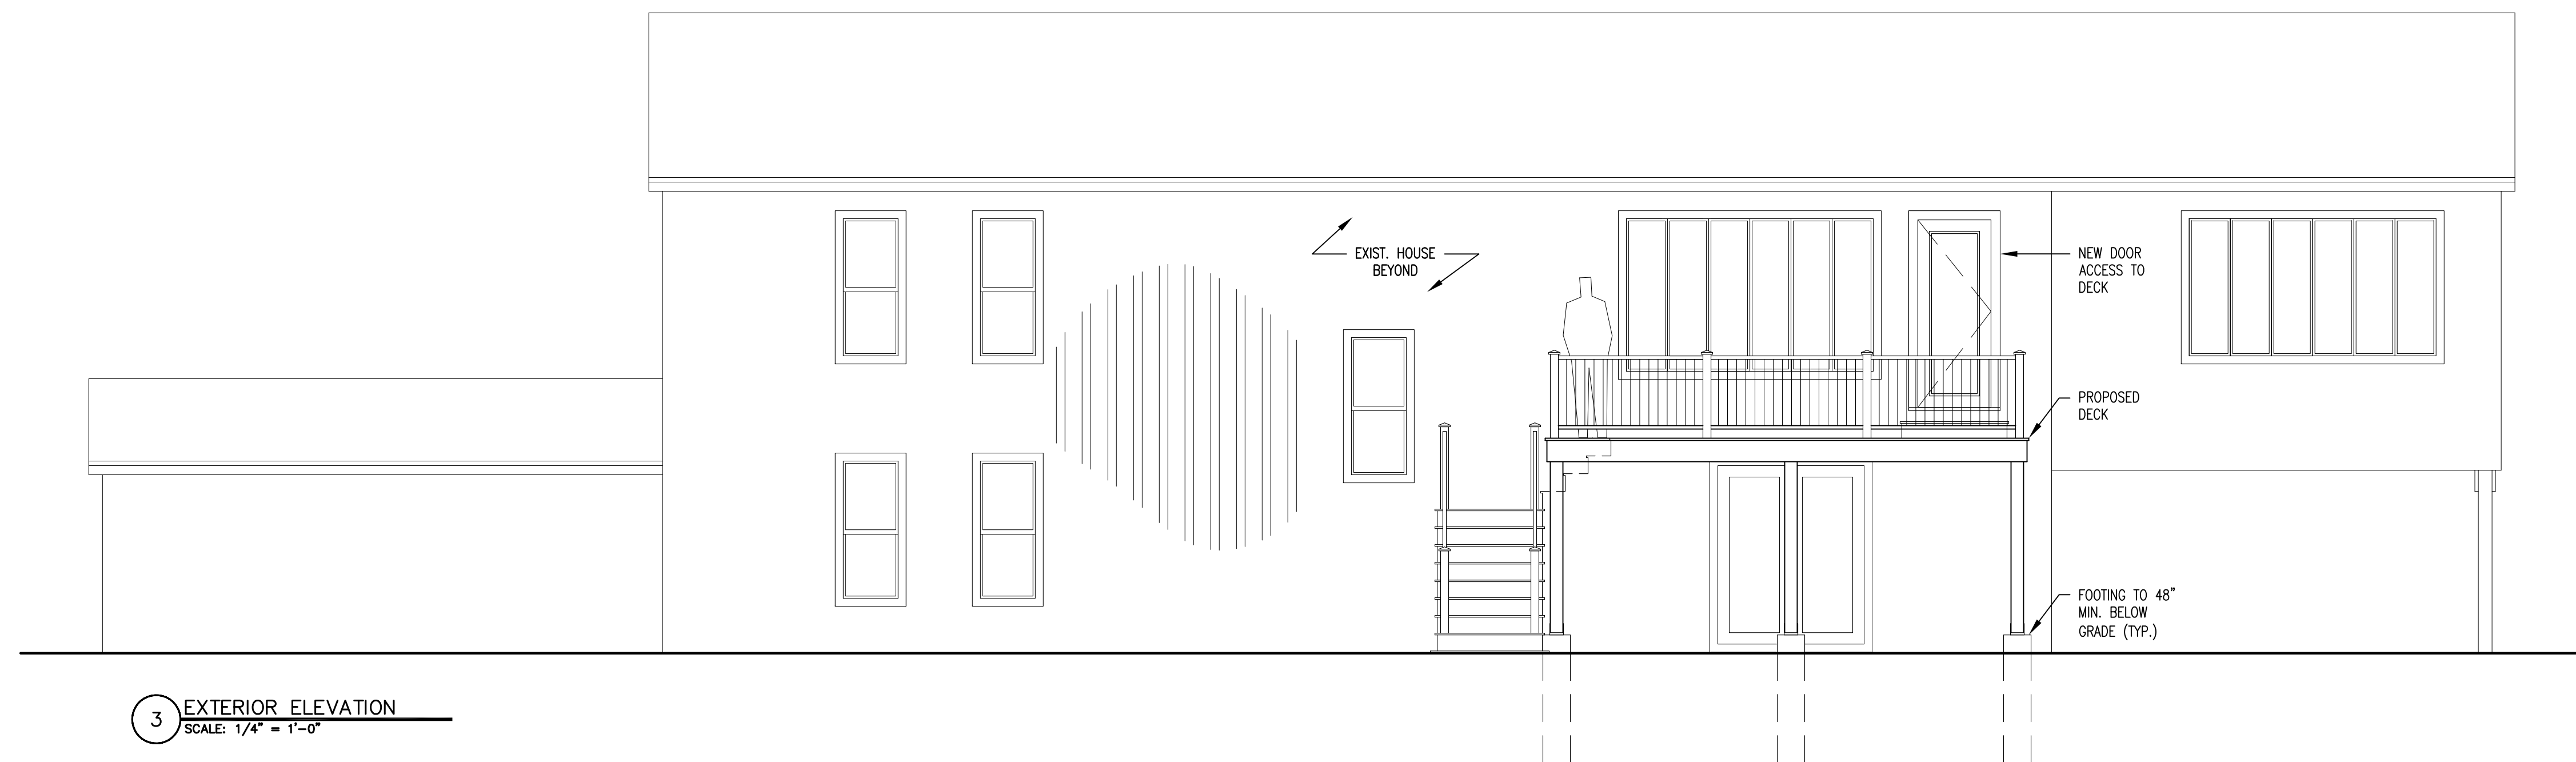 EXIST. HOUSE
BEYOND
NEW DOOR
ACCESS TO
DECK
PROPOSED
DECK
FOOTING TO 48"
MIN. BELOW
GRADE (TYP.)
3
EXTERIOR ELEVATION
SCALE: 1/4" = 1'-0"